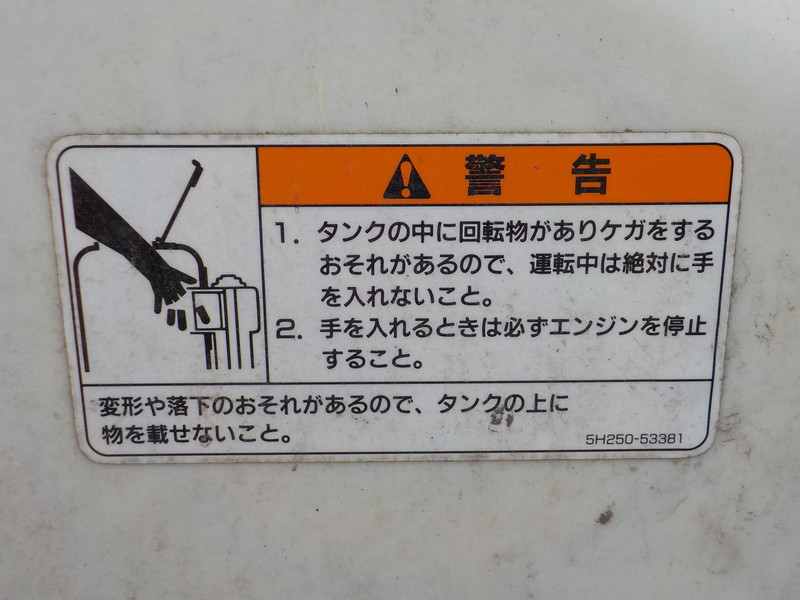 警告
1. タンクの中に回転物がありケガをする
おそれがあるので、運転中は絶対に手
を入れないこと。
2. 手を入れるときは必ずエンジンを停止
すること。
変形や落下のおそれがあるので、タンクの上に
物を載せないこと。
5H250-53381